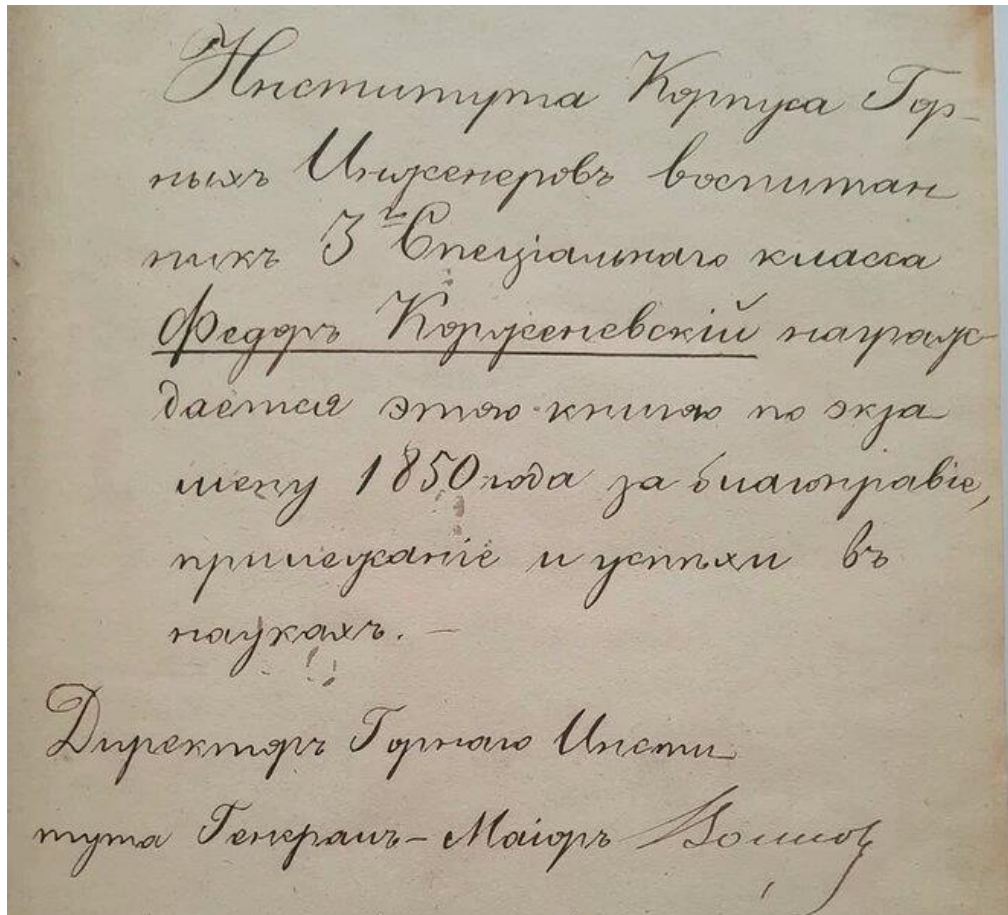 Института Корпуса Гор-
ныхъ Инженеровъ воспитан
никъ 3го Спеціальнаго класса
Федоръ Корженевскій награж
дается этою книгою по экза
мену 1850 года за благонравіе,
прилежаніе и успѣхи въ
наукахъ. —
Директоръ Горнаго Инсти
тута Генералъ-Маіоръ